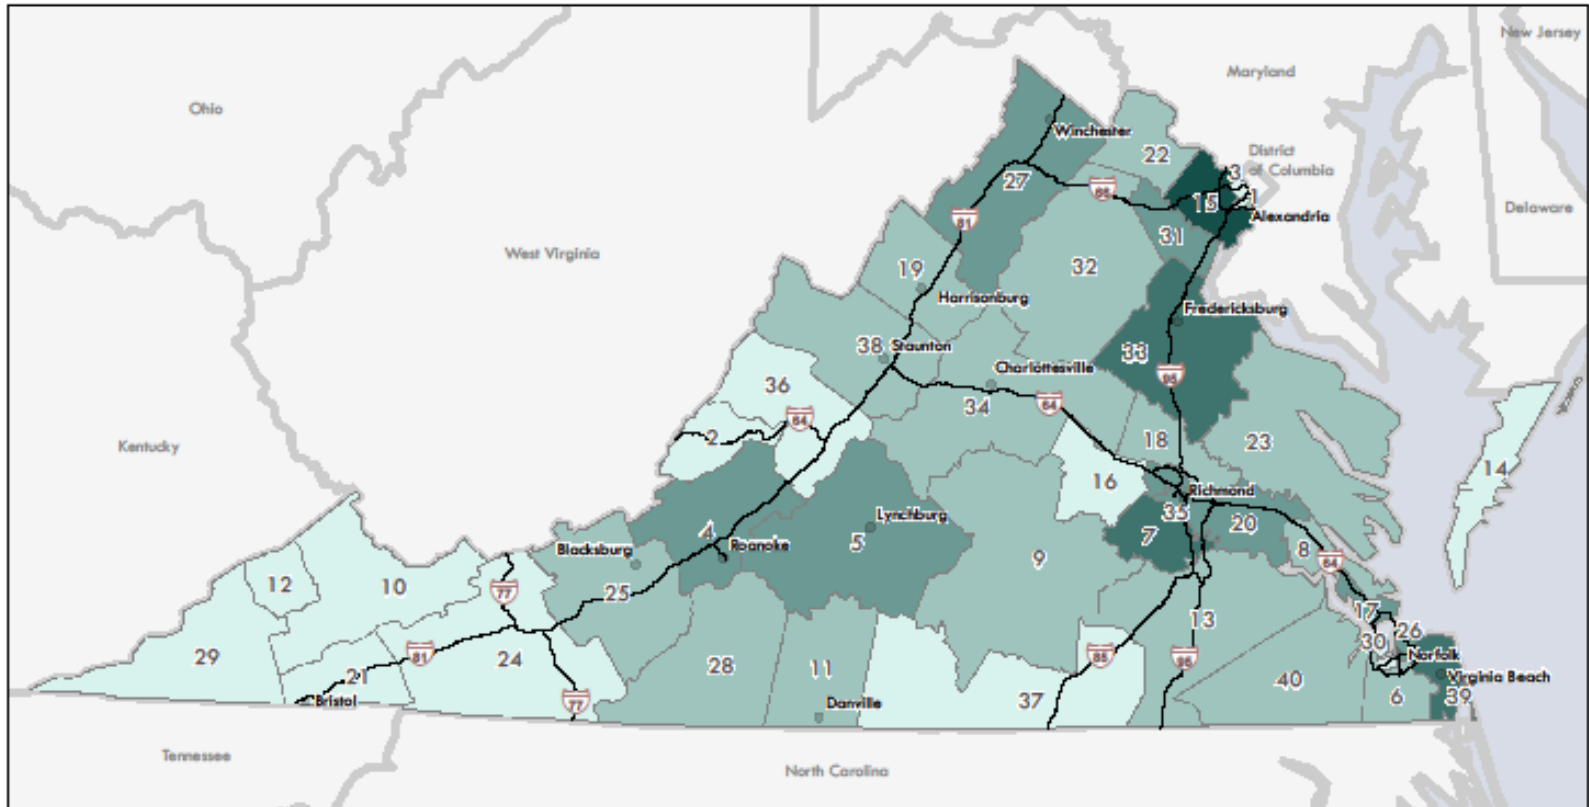 New Jersey
Maryland
Ohio
Winchester
District
of Columbia
22
3
27
66
15
1
Alexandria
Delaware
81
31
West Virginia
19
32
Harrisonburg
Fredericksburg
38
Staunton
33
Charlottesville
95
36
34
64
64
2
18
23
Kentucky
14
16
Richmond
35
Lynchburg
4
5
7
20
Roanoke
Blacksburg
9
8
64
12
10
77
25
17
13
26
30
29
81
24
28
11
85
95
Norfolk
21
Virginia Beach
40
6
39
Bristol
77
Danville
37
Tennessee
North Carolina